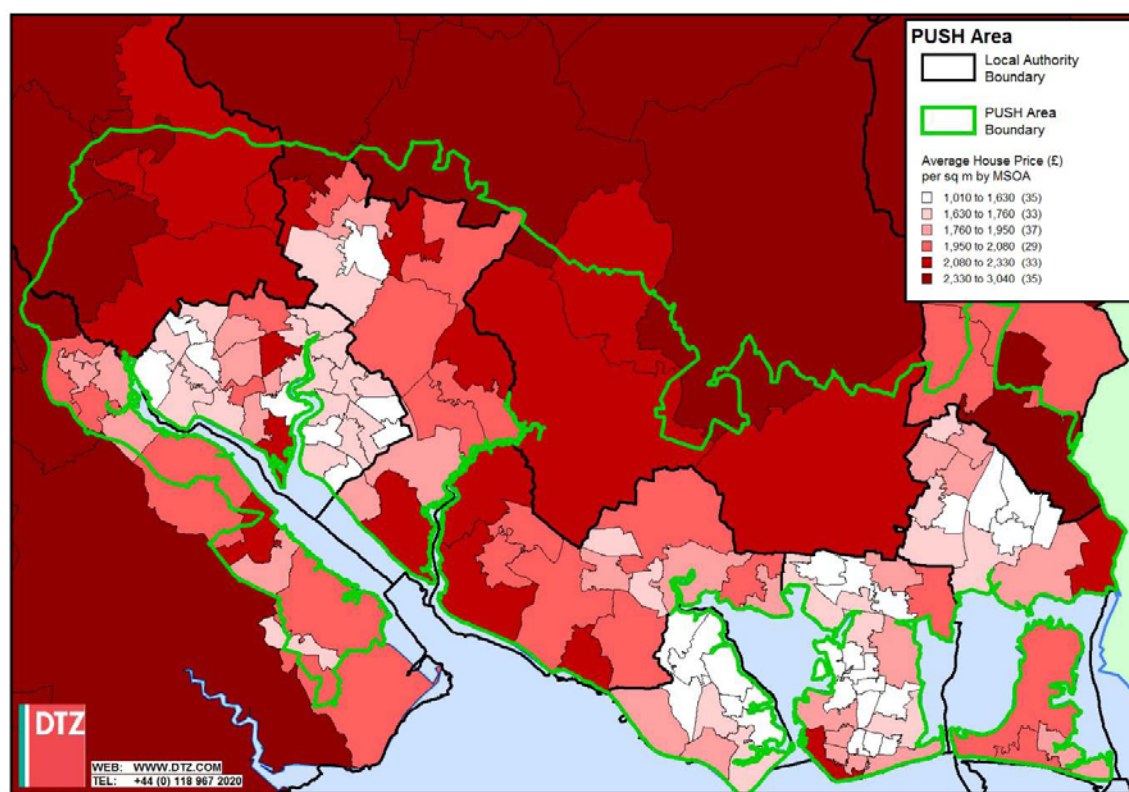 PUSH Area
Local Authority
Boundary
PUSH Area
Boundary
Average House Price (£)
per sq m by MSOA
1,010 to 1,630 (35)
1,630 to 1,760 (33)
1,760 to 1,950 (37)
1,950 to 2,080 (29)
2,080 to 2,330 (33)
2,330 to 3,040 (35)
DTZ
WEB: WWW.DTZ.COM
TEL: +44 (0) 118 967 2020